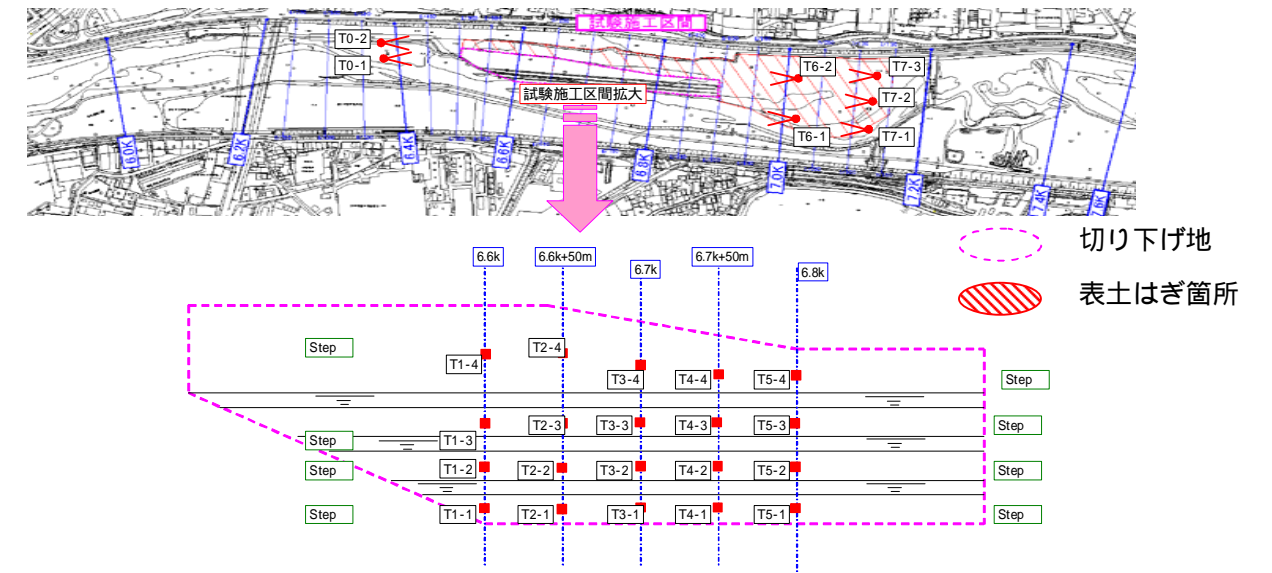 試験施工区間
T0-2
T0-1
T6-2
T7-3
T7-2
T6-1
T7-1
試験施工区間拡大
6.0K
6.2K
6.4K
6.6K
6.8K
7.0K
7.2K
7.4K
7.6K
切り下げ地
表土はぎ箇所
6.6k
6.6k+50m
6.7k
6.7k+50m
6.8k
Step
T1-4
T2-4
T3-4
T4-4
T5-4
Step
T2-3
T3-3
T4-3
T5-3
Step
Step
T1-3
Step
T1-2
T2-2
T3-2
T4-2
T5-2
Step
Step
T1-1
T2-1
T3-1
T4-1
T5-1
Step